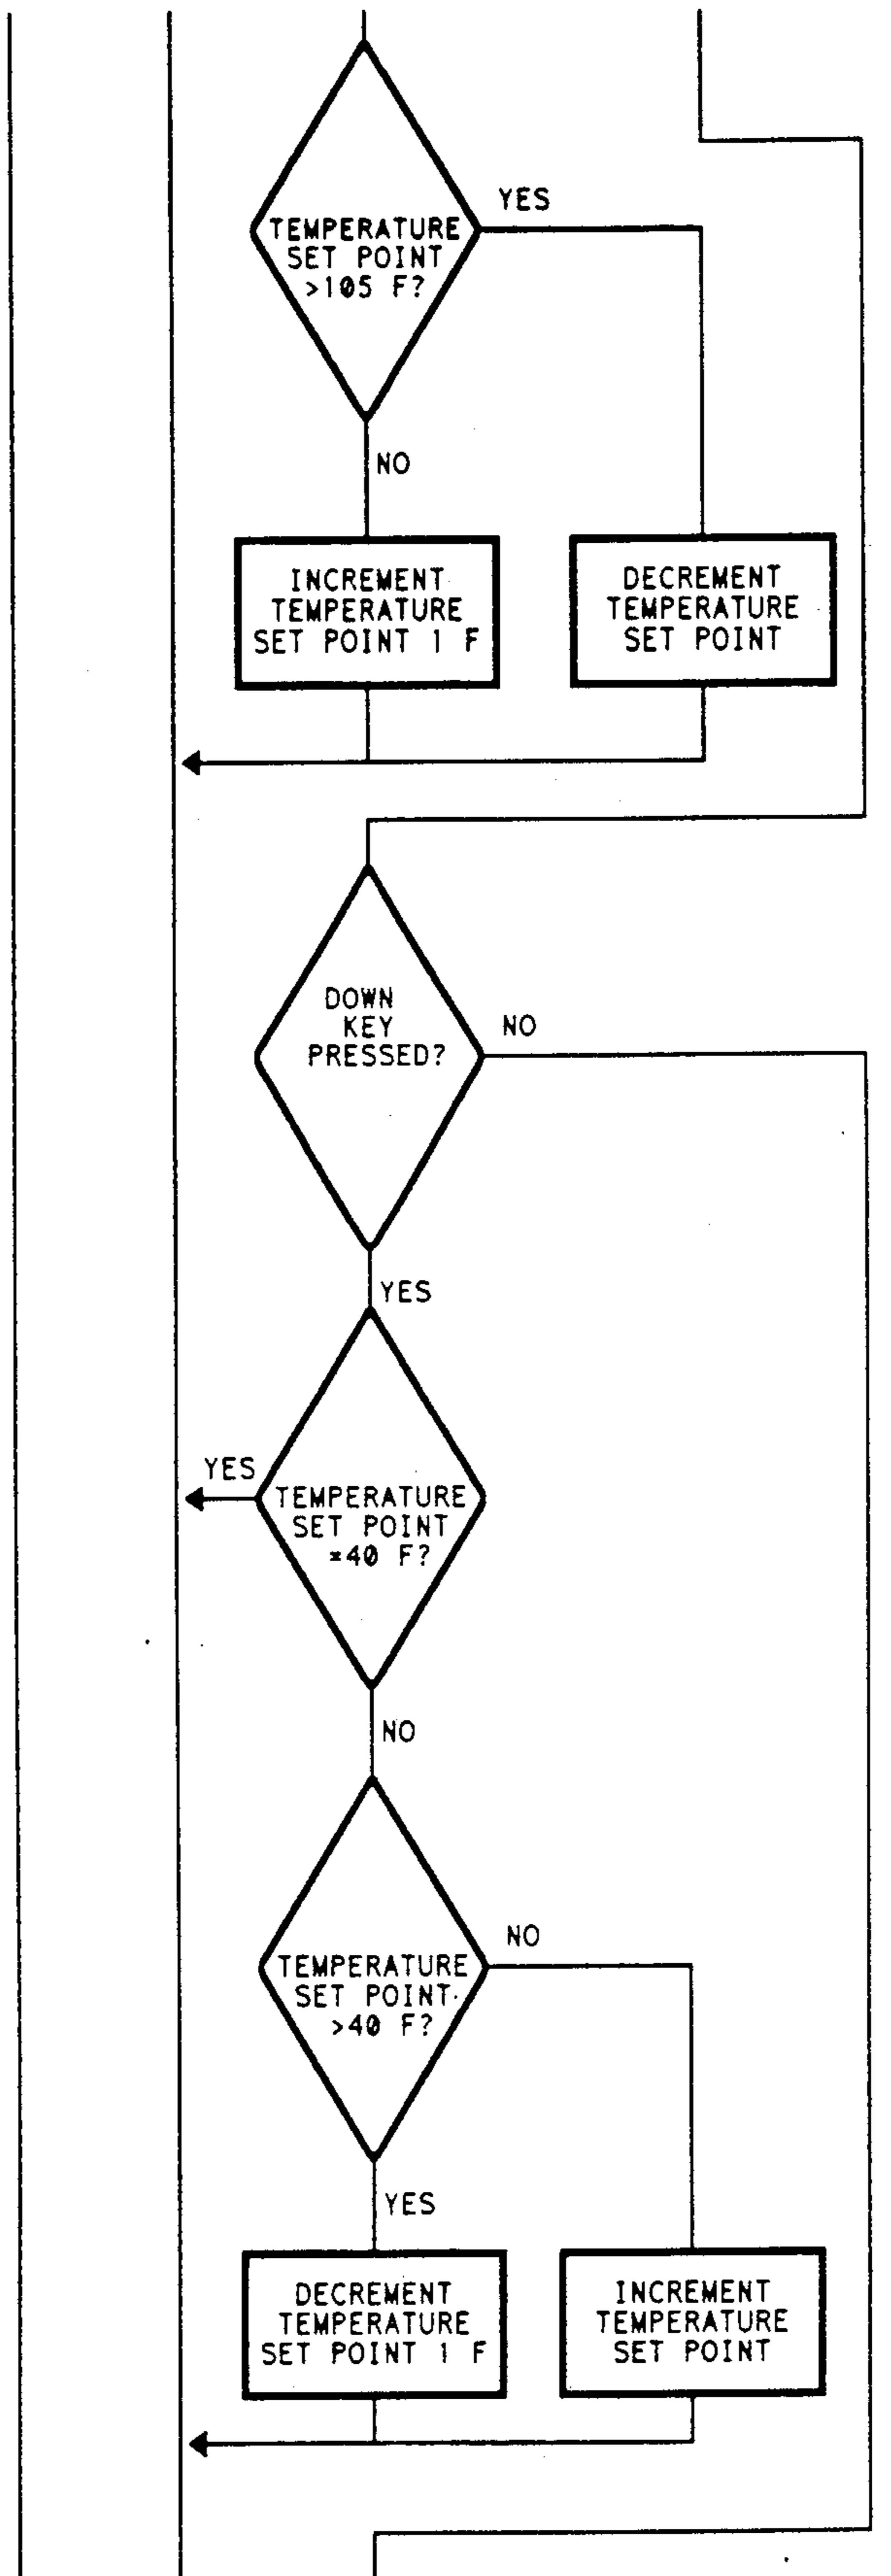 YES
TEMPERATURE
SET POINT
>105 F?
NO
INCREMENT
TEMPERATURE
SET POINT 1 F
DECREMENT
TEMPERATURE
SET POINT
DOWN
KEY
PRESSED?
NO
YES
YES
TEMPERATURE
SET POINT
=40 F?
NO
NO
TEMPERATURE
SET POINT
>40 F?
YES
DECREMENT
TEMPERATURE
SET POINT 1 F
INCREMENT
TEMPERATURE
SET POINT